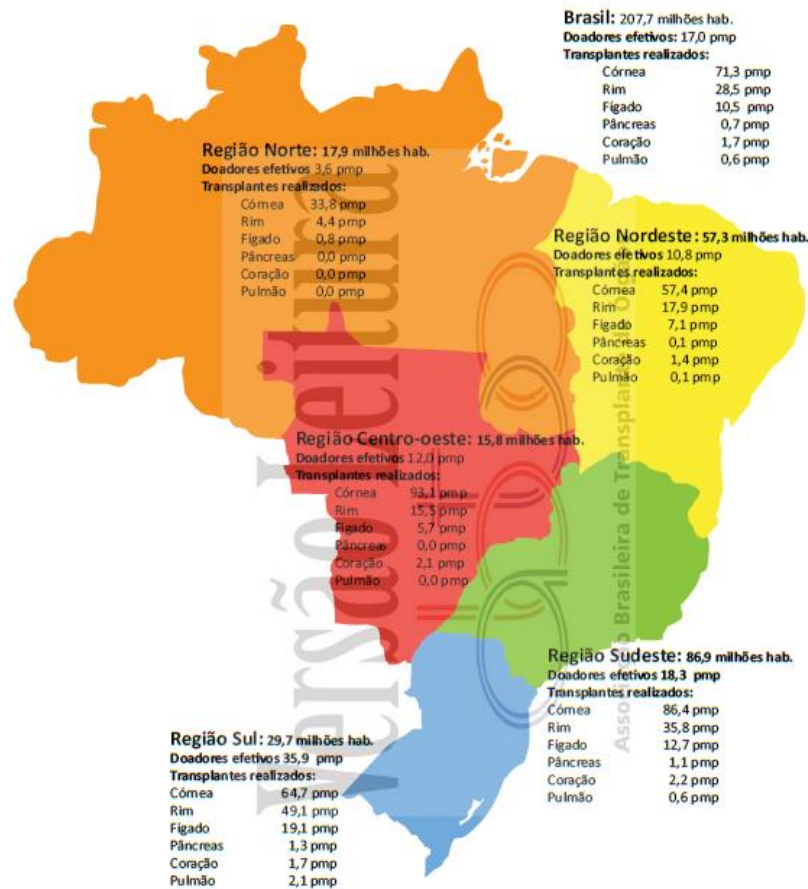 Brasil: 207,7 milhões hab.
Doadores efetivos: 17,0 pmp
Transplantes realizados:
Córnea 71,3 pmp
Rim 28,5 pmp
Fígado 10,5 pmp
Pâncreas 0,7 pmp
Coração 1,7 pmp
Pulmão 0,6 pmp
Região Norte: 17,9 milhões hab.
Doadores efetivos 3,6 pmp
Transplantes realizados:
Córnea 33,8 pmp
Rim 4,4 pmp
Fígado 0,8 pmp
Pâncreas 0,0 pmp
Coração 0,0 pmp
Pulmão 0,0 pmp
Região Nordeste: 57,3 milhões hab.
Doadores efetivos 10,8 pmp
Transplantes realizados:
Córnea 57,4 pmp
Rim 17,9 pmp
Fígado 7,1 pmp
Pâncreas 0,1 pmp
Coração 1,4 pmp
Pulmão 0,1 pmp
Região Centro-oeste: 15,8 milhões hab.
Doadores efetivos 12,0 pmp
Transplantes realizados:
Córnea 93,1 pmp
Rim 15,5 pmp
Fígado 5,7 pmp
Pâncreas 0,0 pmp
Coração 2,1 pmp
Pulmão 0,0 pmp
Região Sudeste: 86,9 milhões hab.
Doadores efetivos 18,3 pmp
Transplantes realizados:
Córnea 86,4 pmp
Rim 35,8 pmp
Fígado 12,7 pmp
Pâncreas 1,1 pmp
Coração 2,2 pmp
Pulmão 0,6 pmp
Região Sul: 29,7 milhões hab.
Doadores efetivos 35,9 pmp
Transplantes realizados:
Córnea 64,7 pmp
Rim 49,1 pmp
Fígado 19,1 pmp
Pâncreas 1,3 pmp
Coração 1,7 pmp
Pulmão 2,1 pmp
Versão Leitura
Associação Brasileira de Transplante de